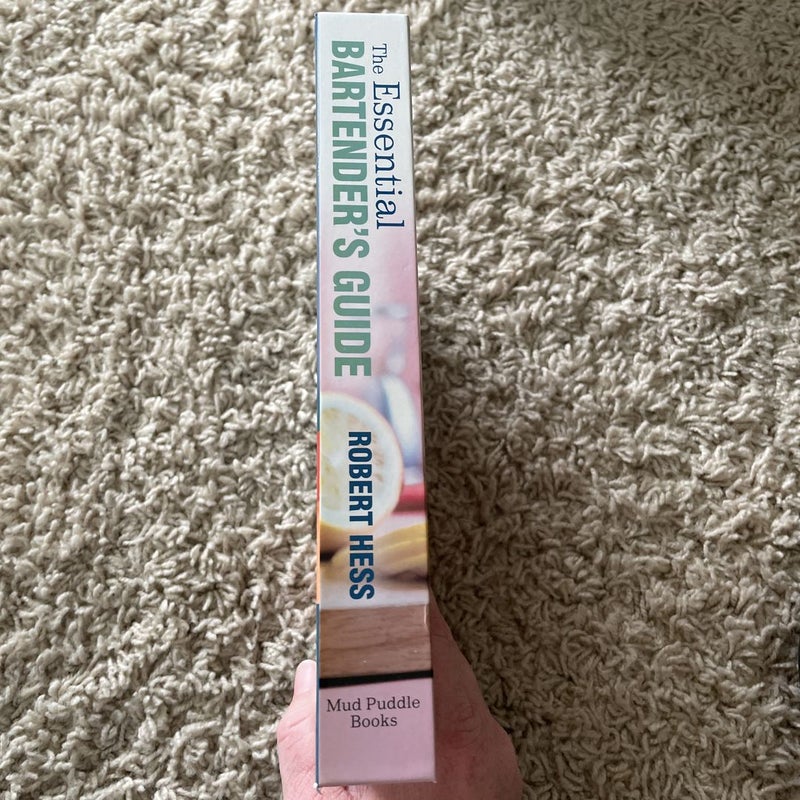 The Essential
BARTENDER'S GUIDE
ROBERT HESS
Mud Puddle
Books